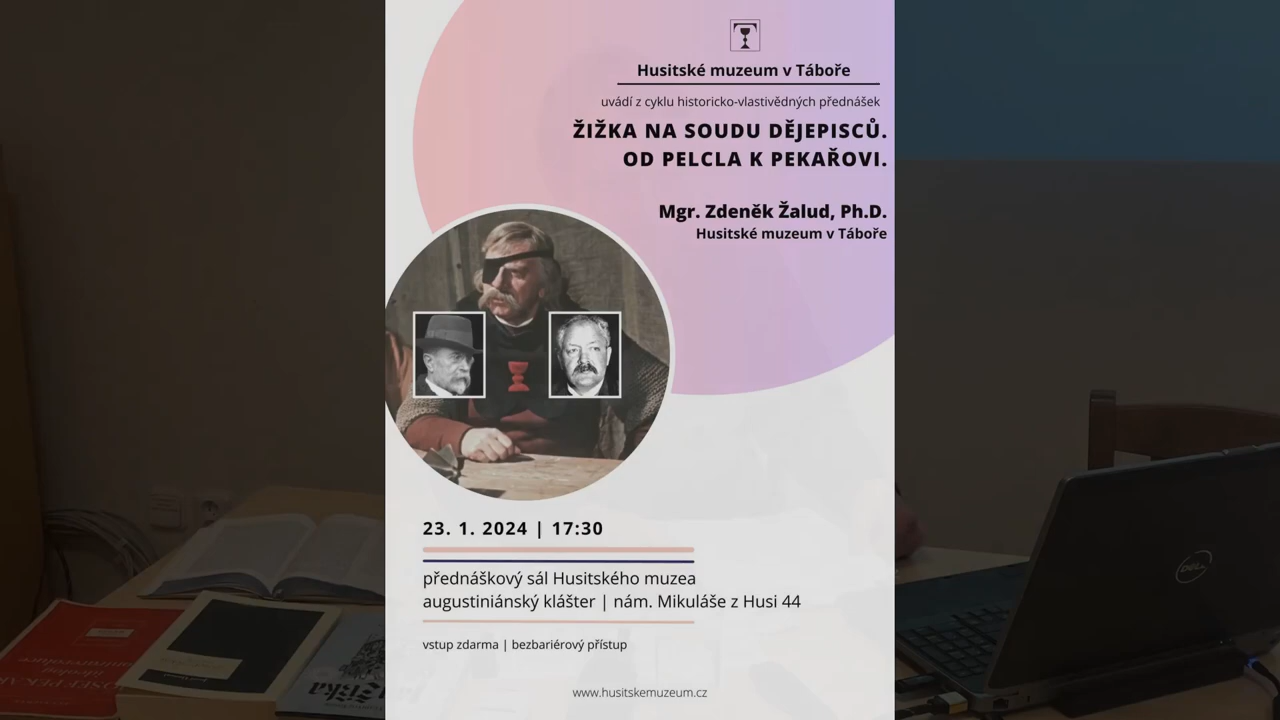 Husitské muzeum v Táboře
uvádí z cyklu historicko-vlastivědných přednášek
ŽIŽKA NA SOUDU DĚJEPISCŮ.
OD PELCLA K PEKAŘOVI.
Mgr. Zdeněk Žalud, Ph.D.
Husitské muzeum v Táboře
23. 1. 2024 | 17:30
přednáškový sál Husitského muzea
augustiniánský klášter | nám. Mikuláše z Husi 44
vstup zdarma | bezbariérový přístup
www.husitskemuzeum.cz
DELL